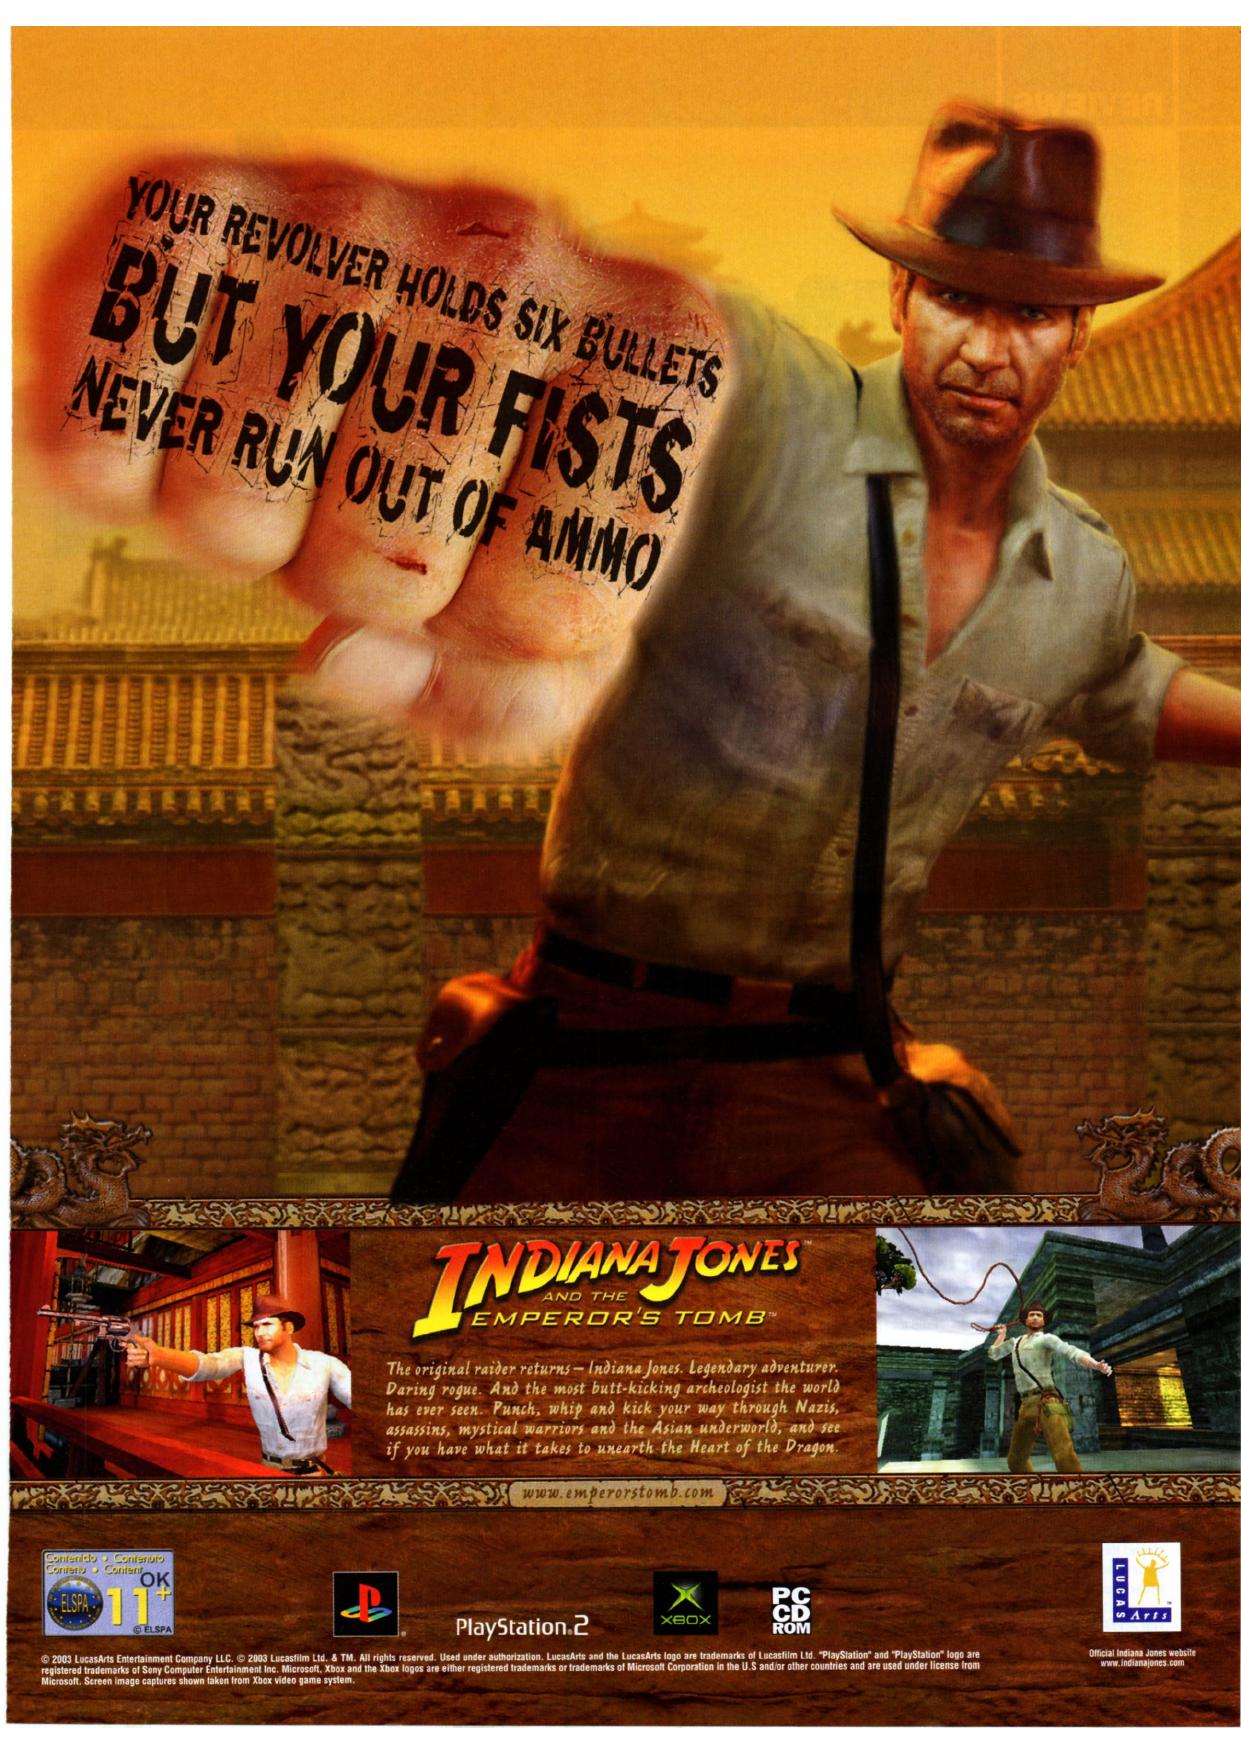 REVIEWS
YOUR REVOLVER HOLDS SIX BULLETS
BUT YOUR FISTS
NEVER RUN OUT OF AMMO
INDIANA JONES™
AND THE
EMPEROR'S TOMB™
The original raider returns — Indiana Jones. Legendary adventurer.
Daring rogue. And the most butt-kicking archeologist the world
has ever seen. Punch, whip and kick your way through Nazis,
assassins, mystical warriors and the Asian underworld, and see
if you have what it takes to unearth the Heart of the Dragon.
www.emperorstomb.com
Contenido • Contenuto
Contenu • Content
OK
ELSPA
11+
© ELSPA
PlayStation®2
XBOX
PC
CD
ROM
LUCAS
Arts™
Official Indiana Jones website
www.indianajones.com
© 2003 LucasArts Entertainment Company LLC. © 2003 Lucasfilm Ltd. & TM. All rights reserved. Used under authorization. LucasArts and the LucasArts logo are trademarks of Lucasfilm Ltd. "PlayStation" and "PlayStation" logo are
registered trademarks of Sony Computer Entertainment Inc. Microsoft, Xbox and the Xbox logos are either registered trademarks or trademarks of Microsoft Corporation in the U.S and/or other countries and are used under license from
Microsoft. Screen image captures shown taken from Xbox video game system.